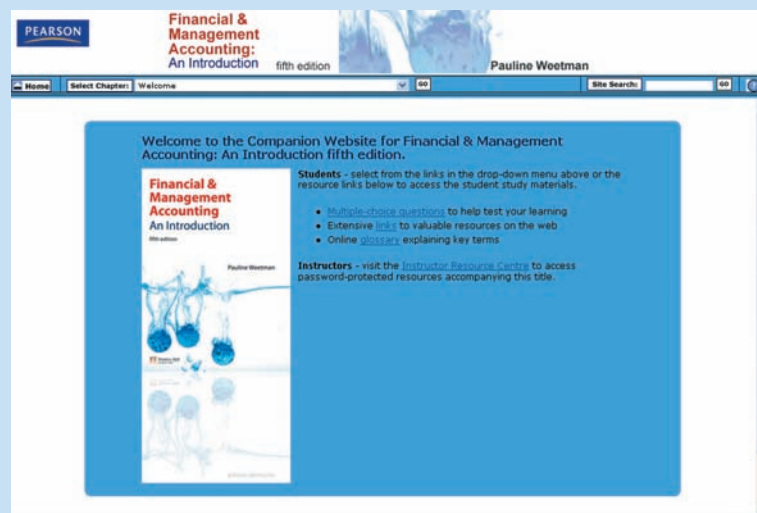 PEARSON
Financial &
Management
Accounting:
An Introduction fifth edition
Pauline Weetman
Home Select Chapter: Welcome GO Site Search: GO
Welcome to the Companion Website for Financial & Management
Accounting: An Introduction fifth edition.
Financial &
Management
Accounting
An Introduction
fifth edition
Pauline Weetman
Students - select from the links in the drop-down menu above or the
resource links below to access the student study materials.
• Multiple-choice questions to help test your learning
• Extensive links to valuable resources on the web
• Online glossary explaining key terms
Instructors - visit the Instructor Resource Centre to access
password-protected resources accompanying this title.